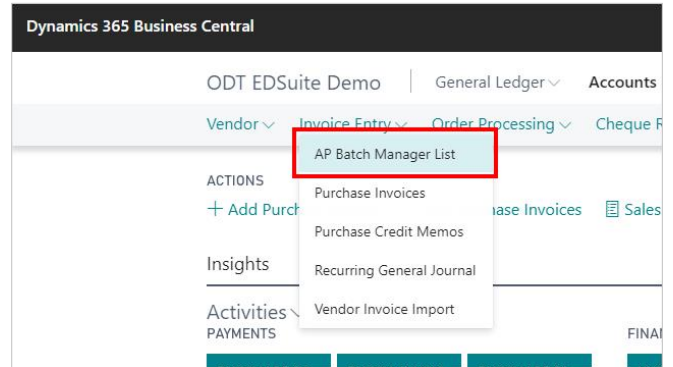 Dynamics 365 Business Central
ODT EDSuite Demo General Ledger Accounts
Vendor Invoice Entry Order Processing Cheque R
AP Batch Manager List
ACTIONS
Purchase Invoices
+ Add Purch ase Invoices Sales
Purchase Credit Memos
Insights
Recurring General Journal
Activities
Vendor Invoice Import
PAYMENTS FINA